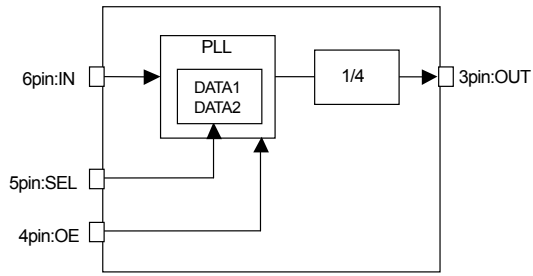 PLL
6pin:IN
DATA1
DATA2
1/4
3pin:OUT
5pin:SEL
4pin:OE